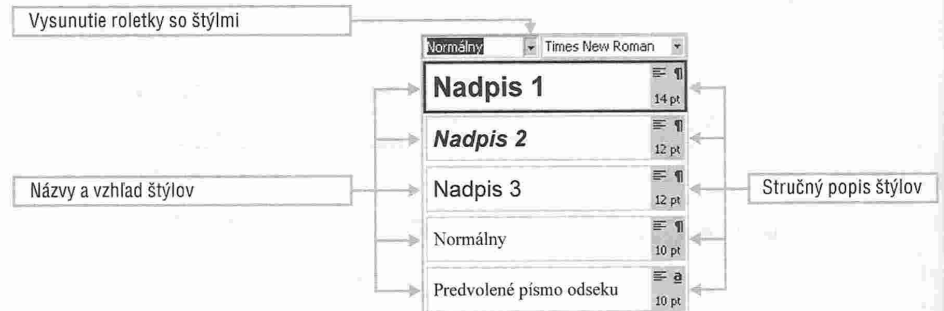 Vysunutie roletky so štýlmi
Normálny Times New Roman
Nadpis 1 ¶
14 pt
Nadpis 2 ¶
12 pt
Nadpis 3 ¶
12 pt
Názvy a vzhľad štýlov
Stručný popis štýlov
Normálny ¶
10 pt
Predvolené písmo odseku a
10 pt